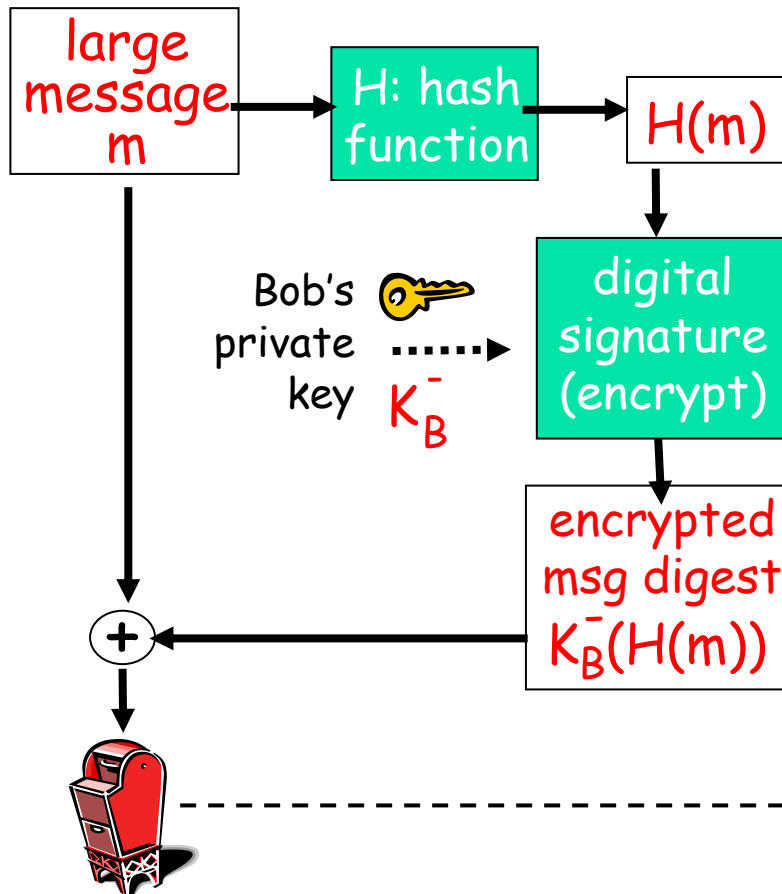 large
message
m
H: hash
function
H(m)
Bob's
private
key
K_B^-
digital
signature
(encrypt)
encrypted
msg digest
K_B^-(H(m))
+